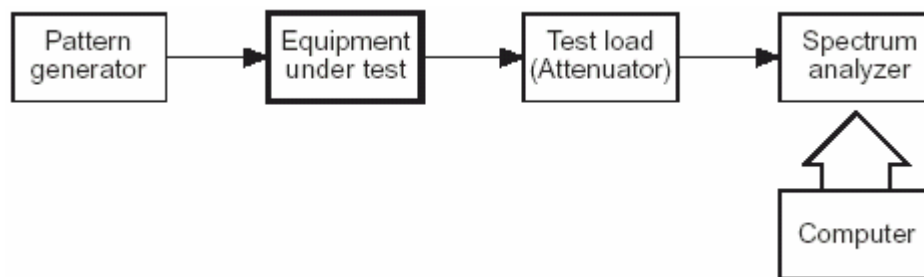 Pattern
generator
Equipment
under test
Test load
(Attenuator)
Spectrum
analyzer
Computer